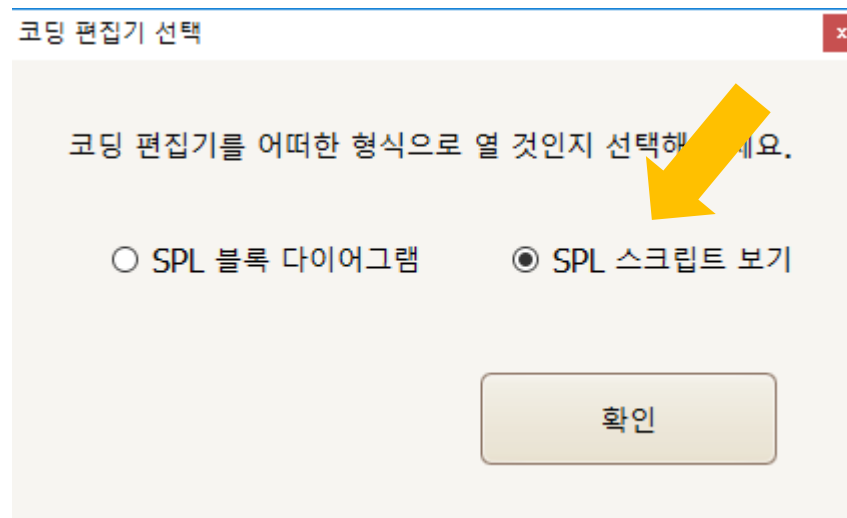 코딩 편집기 선택
x
코딩 편집기를 어떠한 형식으로 열 것인지 선택해 요.
SPL 블록 다이어그램
SPL 스크립트 보기
확인